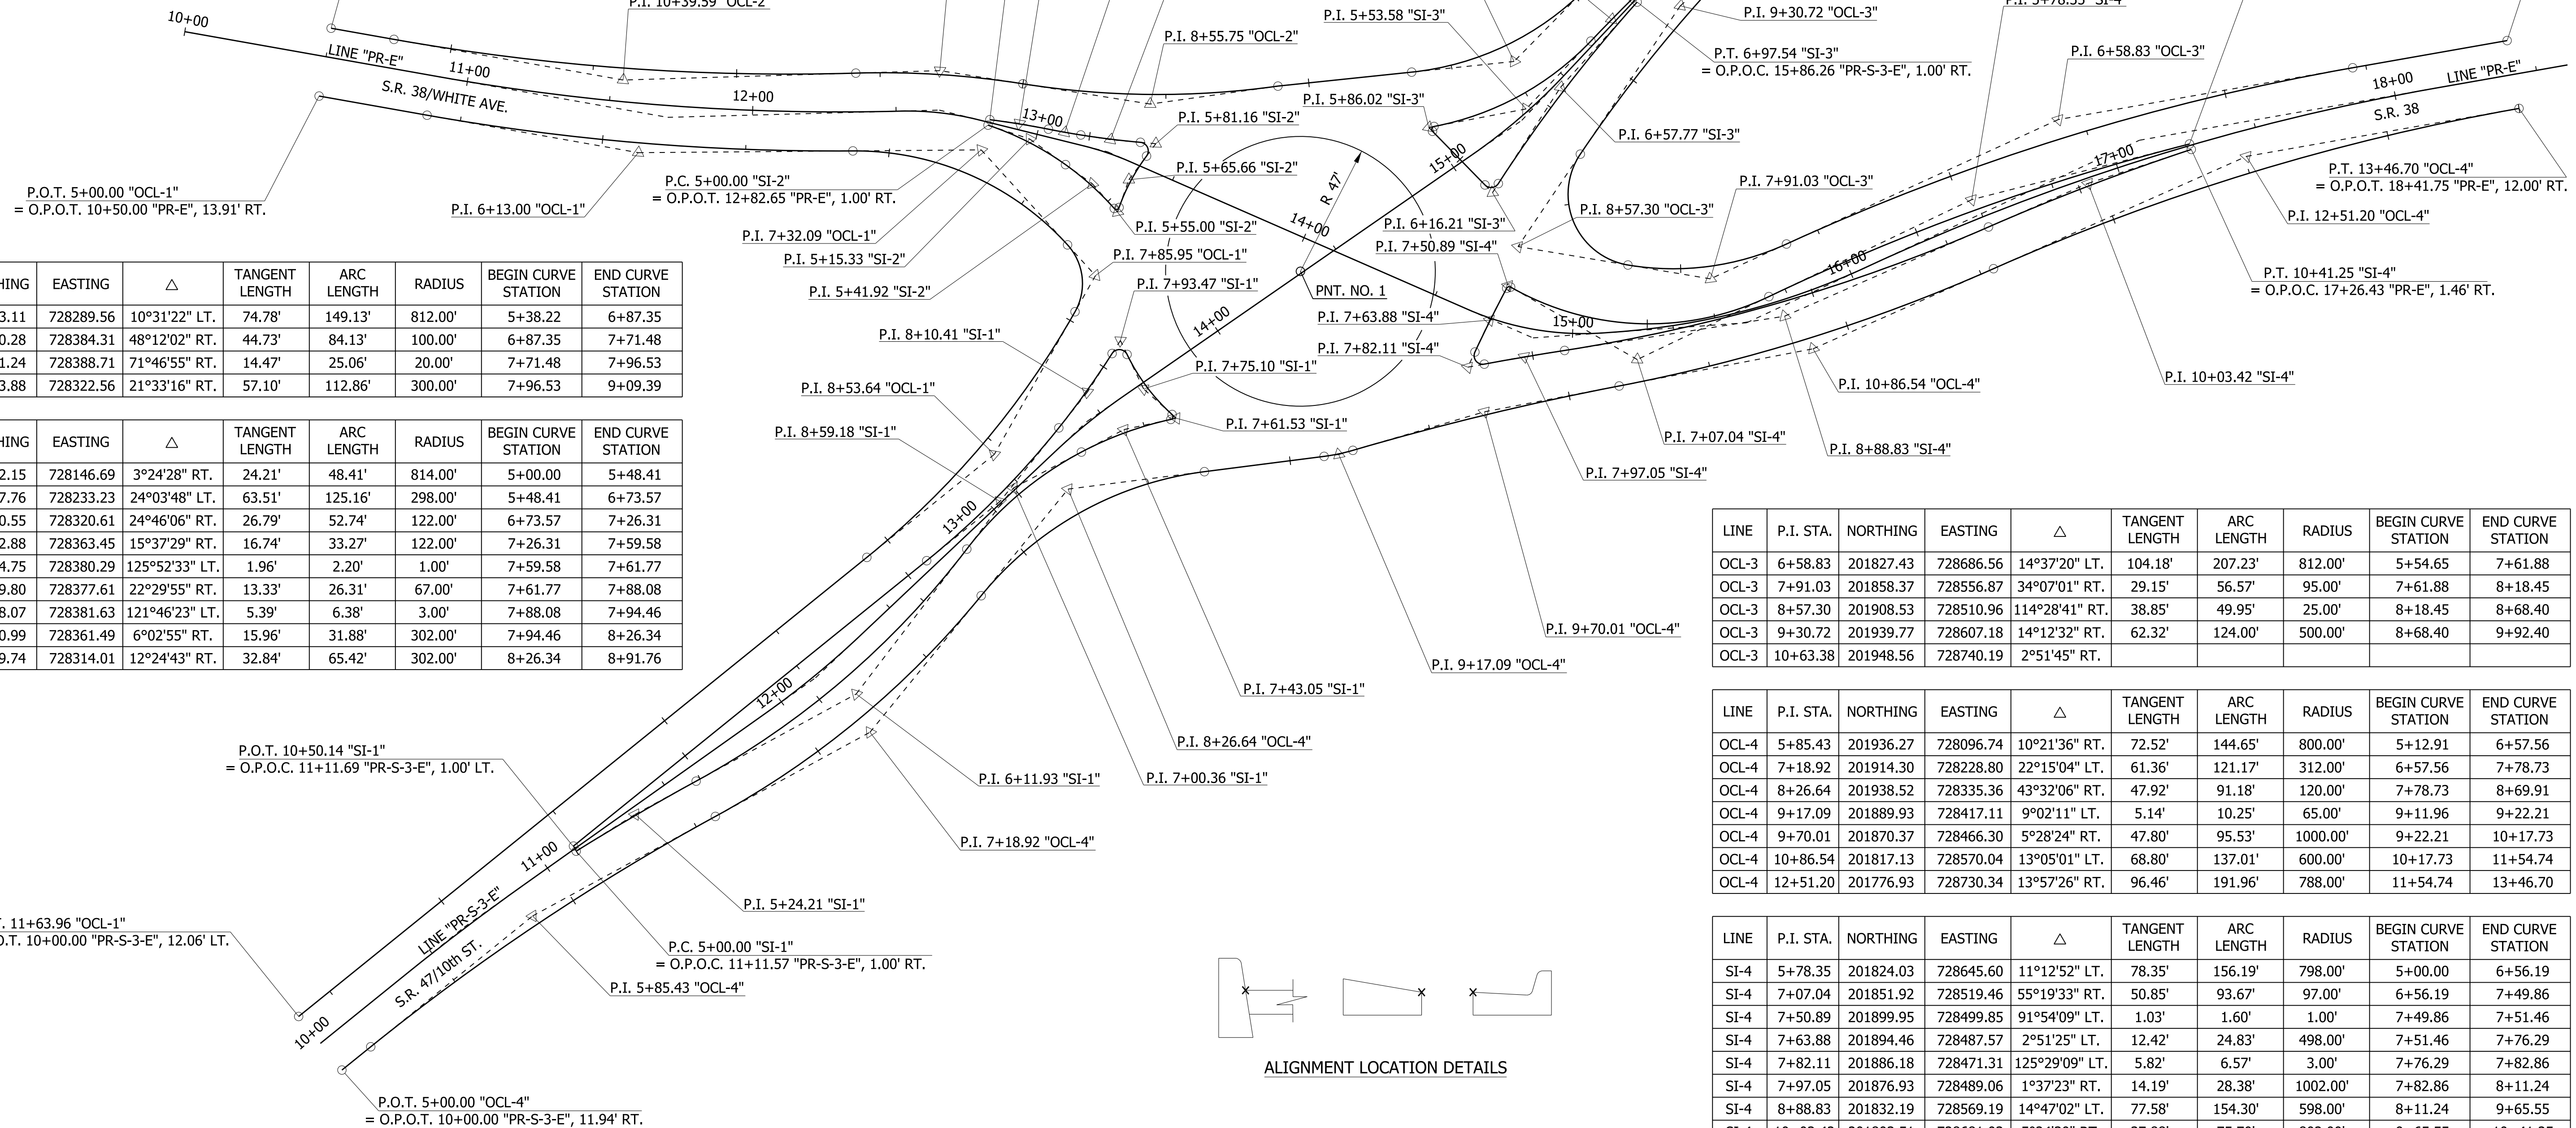 10+00
P.I. 10+39.59 "OCL-2"
P.I. 8+55.75 "OCL-2"
P.I. 5+53.58 "SI-3"
P.I. 9+30.72 "OCL-3"
P.I. 5+78.35 "SI-4"
P.T. 6+97.54 "SI-3"
= O.P.O.C. 15+86.26 "PR-S-3-E", 1.00' RT.
P.I. 6+58.83 "OCL-3"
LINE "PR-E"
11+00
S.R. 38/WHITE AVE.
12+00
13+00
P.I. 5+86.02 "SI-3"
P.I. 5+81.16 "SI-2"
P.I. 6+57.77 "SI-3"
18+00
LINE "PR-E"
S.R. 38
P.O.T. 5+00.00 "OCL-1"
= O.P.O.T. 10+50.00 "PR-E", 13.91' RT.
P.I. 6+13.00 "OCL-1"
P.C. 5+00.00 "SI-2"
= O.P.O.T. 12+82.65 "PR-E", 1.00' RT.
P.I. 5+65.66 "SI-2"
R 47'
15+00
17+00
P.I. 7+91.03 "OCL-3"
P.T. 13+46.70 "OCL-4"
= O.P.O.T. 18+41.75 "PR-E", 12.00' RT.
P.I. 8+57.30 "OCL-3"
P.I. 12+51.20 "OCL-4"
P.I. 7+32.09 "OCL-1"
P.I. 5+55.00 "SI-2"
14+00
P.I. 6+16.21 "SI-3"
P.I. 5+15.33 "SI-2"
P.I. 7+85.95 "OCL-1"
P.I. 7+50.89 "SI-4"
16+00
P.T. 10+41.25 "SI-4"
= O.P.O.C. 17+26.43 "PR-E", 1.46' RT.
P.I. 5+41.92 "SI-2"
P.I. 7+93.47 "SI-1"
PNT. NO. 1
P.I. 8+10.41 "SI-1"
14+00
P.I. 7+63.88 "SI-4"
15+00
P.I. 7+82.11 "SI-4"
P.I. 7+75.10 "SI-1"
P.I. 8+53.64 "OCL-1"
P.I. 10+86.54 "OCL-4"
P.I. 10+03.42 "SI-4"
P.I. 8+59.18 "SI-1"
P.I. 7+61.53 "SI-1"
P.I. 7+07.04 "SI-4"
P.I. 8+88.83 "SI-4"
P.I. 7+97.05 "SI-4"
HING EASTING △ TANGENT LENGTH ARC LENGTH RADIUS BEGIN CURVE STATION END CURVE STATION
3.11 728289.56 10°31'22" LT. 74.78' 149.13' 812.00' 5+38.22 6+87.35
0.28 728384.31 48°12'02" RT. 44.73' 84.13' 100.00' 6+87.35 7+71.48
1.24 728388.71 71°46'55" RT. 14.47' 25.06' 20.00' 7+71.48 7+96.53
3.88 728322.56 21°33'16" RT. 57.10' 112.86' 300.00' 7+96.53 9+09.39
HING EASTING △ TANGENT LENGTH ARC LENGTH RADIUS BEGIN CURVE STATION END CURVE STATION
2.15 728146.69 3°24'28" RT. 24.21' 48.41' 814.00' 5+00.00 5+48.41
7.76 728233.23 24°03'48" LT. 63.51' 125.16' 298.00' 5+48.41 6+73.57
0.55 728320.61 24°46'06" RT. 26.79' 52.74' 122.00' 6+73.57 7+26.31
2.88 728363.45 15°37'29" RT. 16.74' 33.27' 122.00' 7+26.31 7+59.58
4.75 728380.29 125°52'33" LT. 1.96' 2.20' 1.00' 7+59.58 7+61.77
9.80 728377.61 22°29'55" RT. 13.33' 26.31' 67.00' 7+61.77 7+88.08
8.07 728381.63 121°46'23" LT. 5.39' 6.38' 3.00' 7+88.08 7+94.46
0.99 728361.49 6°02'55" RT. 15.96' 31.88' 302.00' 7+94.46 8+26.34
9.74 728314.01 12°24'43" RT. 32.84' 65.42' 302.00' 8+26.34 8+91.76
13+00
12+00
P.I. 9+70.01 "OCL-4"
P.I. 9+17.09 "OCL-4"
P.I. 7+43.05 "SI-1"
P.I. 8+26.64 "OCL-4"
P.O.T. 10+50.14 "SI-1"
= O.P.O.C. 11+11.69 "PR-S-3-E", 1.00' LT.
P.I. 6+11.93 "SI-1"
P.I. 7+00.36 "SI-1"
P.I. 7+18.92 "OCL-4"
11+00
LINE "PR-S-3-E"
S.R. 47/10th ST.
P.I. 5+24.21 "SI-1"
T. 11+63.96 "OCL-1"
O.T. 10+00.00 "PR-S-3-E", 12.06' LT.
P.C. 5+00.00 "SI-1"
= O.P.O.C. 11+11.57 "PR-S-3-E", 1.00' RT.
P.I. 5+85.43 "OCL-4"
10+00
P.O.T. 5+00.00 "OCL-4"
= O.P.O.T. 10+00.00 "PR-S-3-E", 11.94' RT.
ALIGNMENT LOCATION DETAILS
LINE P.I. STA. NORTHING EASTING △ TANGENT LENGTH ARC LENGTH RADIUS BEGIN CURVE STATION END CURVE STATION
OCL-3 6+58.83 201827.43 728686.56 14°37'20" LT. 104.18' 207.23' 812.00' 5+54.65 7+61.88
OCL-3 7+91.03 201858.37 728556.87 34°07'01" RT. 29.15' 56.57' 95.00' 7+61.88 8+18.45
OCL-3 8+57.30 201908.53 728510.96 114°28'41" RT. 38.85' 49.95' 25.00' 8+18.45 8+68.40
OCL-3 9+30.72 201939.77 728607.18 14°12'32" RT. 62.32' 124.00' 500.00' 8+68.40 9+92.40
OCL-3 10+63.38 201948.56 728740.19 2°51'45" RT.
LINE P.I. STA. NORTHING EASTING △ TANGENT LENGTH ARC LENGTH RADIUS BEGIN CURVE STATION END CURVE STATION
OCL-4 5+85.43 201936.27 728096.74 10°21'36" RT. 72.52' 144.65' 800.00' 5+12.91 6+57.56
OCL-4 7+18.92 201914.30 728228.80 22°15'04" LT. 61.36' 121.17' 312.00' 6+57.56 7+78.73
OCL-4 8+26.64 201938.52 728335.36 43°32'06" RT. 47.92' 91.18' 120.00' 7+78.73 8+69.91
OCL-4 9+17.09 201889.93 728417.11 9°02'11" LT. 5.14' 10.25' 65.00' 9+11.96 9+22.21
OCL-4 9+70.01 201870.37 728466.30 5°28'24" RT. 47.80' 95.53' 1000.00' 9+22.21 10+17.73
OCL-4 10+86.54 201817.13 728570.04 13°05'01" LT. 68.80' 137.01' 600.00' 10+17.73 11+54.74
OCL-4 12+51.20 201776.93 728730.34 13°57'26" RT. 96.46' 191.96' 788.00' 11+54.74 13+46.70
LINE P.I. STA. NORTHING EASTING △ TANGENT LENGTH ARC LENGTH RADIUS BEGIN CURVE STATION END CURVE STATION
SI-4 5+78.35 201824.03 728645.60 11°12'52" LT. 78.35' 156.19' 798.00' 5+00.00 6+56.19
SI-4 7+07.04 201851.92 728519.46 55°19'33" RT. 50.85' 93.67' 97.00' 6+56.19 7+49.86
SI-4 7+50.89 201899.95 728499.85 91°54'09" LT. 1.03' 1.60' 1.00' 7+49.86 7+51.46
SI-4 7+63.88 201894.46 728487.57 2°51'25" LT. 12.42' 24.83' 498.00' 7+51.46 7+76.29
SI-4 7+82.11 201886.18 728471.31 125°29'09" LT. 5.82' 6.57' 3.00' 7+76.29 7+82.86
SI-4 7+97.05 201876.93 728489.06 1°37'23" RT. 14.19' 28.38' 1002.00' 7+82.86 8+11.24
SI-4 8+88.83 201832.19 728569.19 14°47'02" LT. 77.58' 154.30' 598.00' 8+11.24 9+65.55